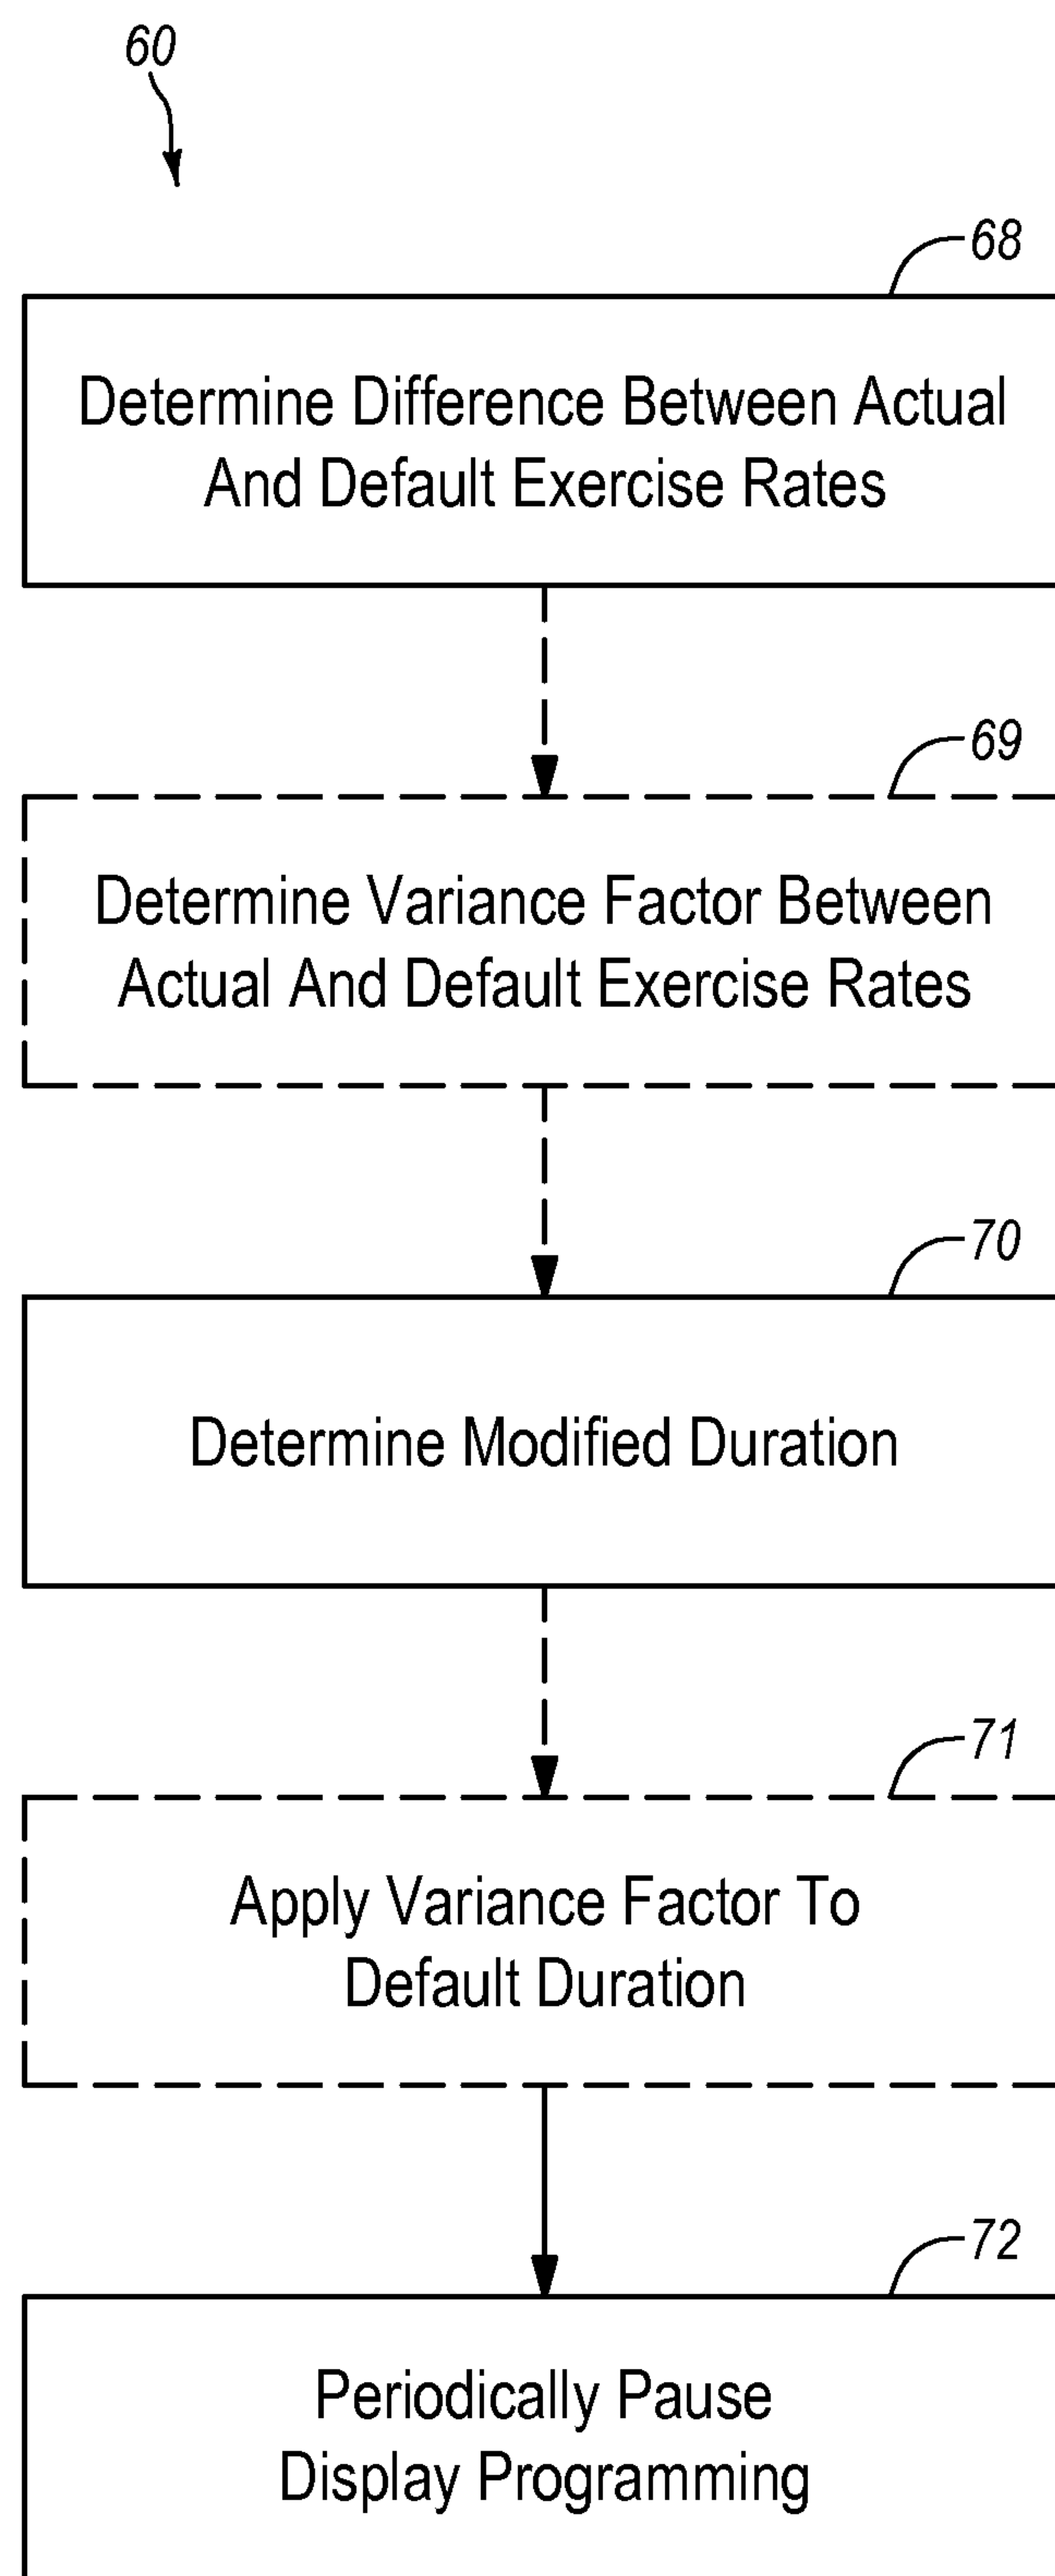 60
68
Determine Difference Between Actual
And Default Exercise Rates
69
Determine Variance Factor Between
Actual And Default Exercise Rates
70
Determine Modified Duration
71
Apply Variance Factor To
Default Duration
72
Periodically Pause
Display Programming